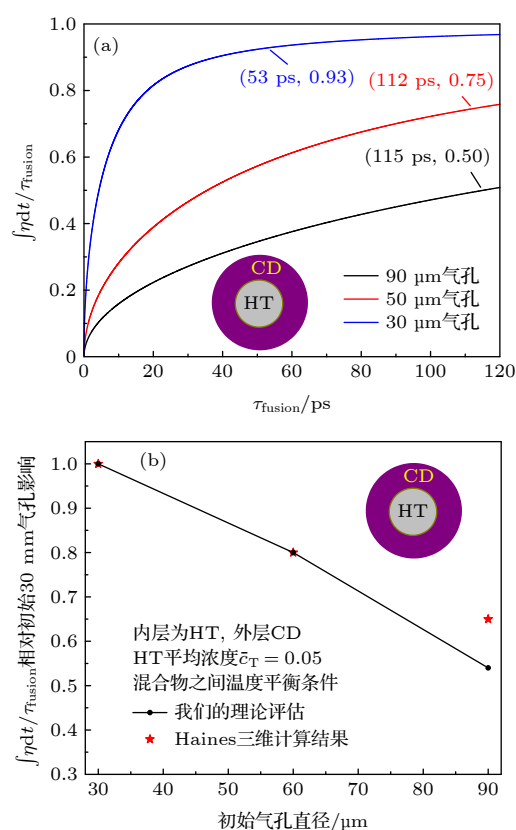 (a)
1.0
0.8
0.6
0.4
0.2
0
∫ηdt/τfusion
(53 ps, 0.93)
(112 ps, 0.75)
(115 ps, 0.50)
CD
HT
90 µm气孔
50 µm气孔
30 µm气孔
0 20 40 60 80 100 120
τfusion/ps
(b)
1.0
0.9
0.8
0.7
0.6
0.5
0.4
0.3
∫ηdt/τfusion相对初始30 mm气孔影响
CD
HT
内层为HT, 外层CD
HT平均浓度c̄T = 0.05
混合物之间温度平衡条件
我们的理论评估
Haines三维计算结果
30 40 50 60 70 80 90
初始气孔直径/µm